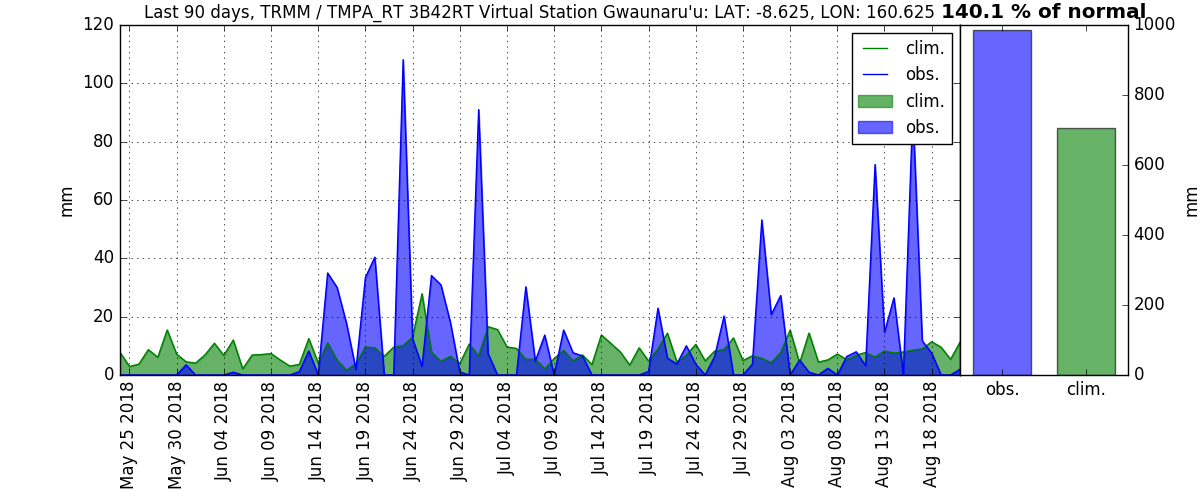 Last 90 days, TRMM / TMPA_RT 3B42RT Virtual Station Gwaunaru'u: LAT: -8.625, LON: 160.625 140.1 % of normal
120
100
80
60
40
20
0
mm
clim.
obs.
clim.
obs.
1000
800
600
400
200
0
mm
obs.
clim.
May 25 2018
May 30 2018
Jun 04 2018
Jun 09 2018
Jun 14 2018
Jun 19 2018
Jun 24 2018
Jun 29 2018
Jul 04 2018
Jul 09 2018
Jul 14 2018
Jul 19 2018
Jul 24 2018
Jul 29 2018
Aug 03 2018
Aug 08 2018
Aug 13 2018
Aug 18 2018